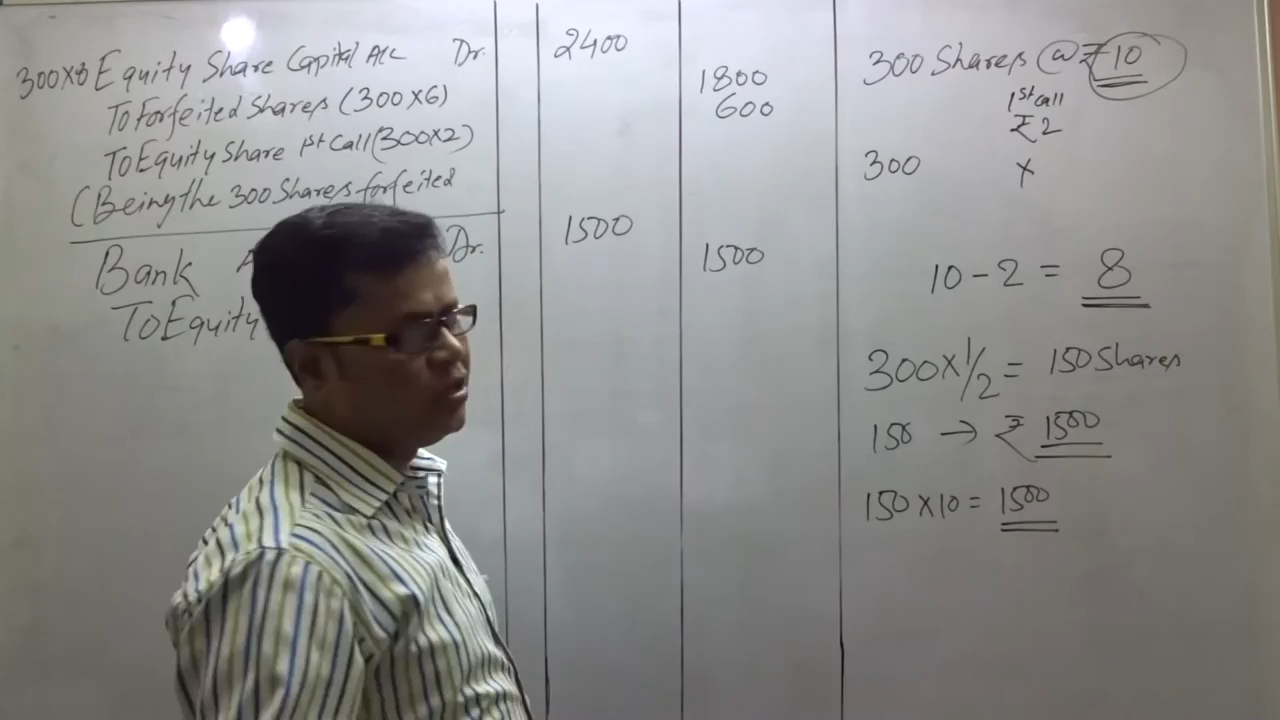 300×8 Equity Share Capital A/c Dr. 2400
To Forfeited Shares (300×6) 1800
To Equity Share 1st Call (300×2) 600
(Being the 300 Shares forfeited
Bank A Dr. 1500
To Equity 1500
300 Shares @ ₹10
1st call
₹2
300 ×
10 - 2 = 8
300×1/2 = 150 Shares
150 → ₹ 1500
150×10 = 1500